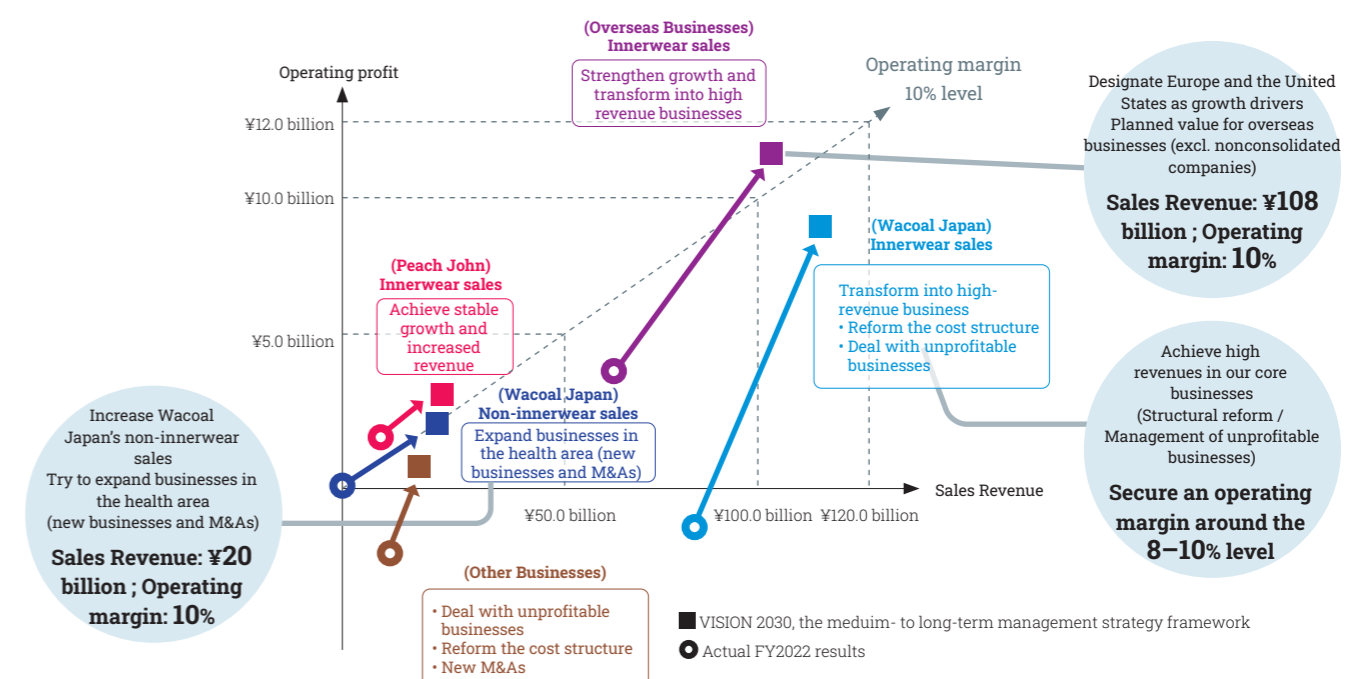 (Overseas Businesses)
Innerwear sales
Strengthen growth and
transform into high
revenue businesses
Operating margin
10% level
Designate Europe and the United
States as growth drivers
Planned value for overseas
businesses (excl. nonconsolidated
companies)
Sales Revenue: ¥108
billion ; Operating
margin: 10%
Operating profit
¥12.0 billion
¥10.0 billion
¥5.0 billion
(Peach John)
Innerwear sales
Achieve stable
growth and
increased
revenue
(Wacoal Japan)
Innerwear sales
Transform into high-
revenue business
• Reform the cost structure
• Deal with unprofitable
businesses
Achieve high
revenues in our core
businesses
(Structural reform /
Management of unprofitable
businesses)
Secure an operating
margin around the
8–10% level
(Wacoal Japan)
Non-innerwear sales
Expand businesses in
the health area (new
businesses and M&As)
Increase Wacoal
Japan's non-innerwear
sales
Try to expand businesses in
the health area
(new businesses and M&As)
Sales Revenue: ¥20
billion ; Operating
margin: 10%
Sales Revenue
¥50.0 billion
¥100.0 billion
¥120.0 billion
(Other Businesses)
• Deal with unprofitable
businesses
• Reform the cost structure
• New M&As
VISION 2030, the meduim- to long-term management strategy framework
Actual FY2022 results